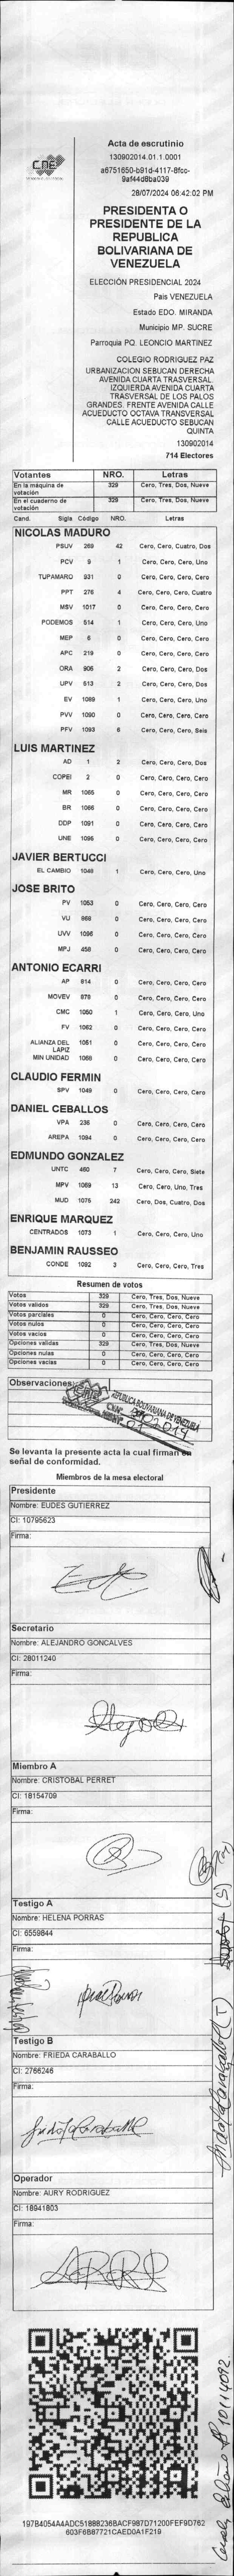 CNE
Acta de escrutinio
130902014.01.1.0001
a6751650-b91d-4117-8fcc-
9af44d8ba039
28/07/2024 06:42:02 PM
PRESIDENTA O
PRESIDENTE DE LA
REPUBLICA
BOLIVARIANA DE
VENEZUELA
ELECCIÓN PRESIDENCIAL 2024
Pais VENEZUELA
Estado EDO. MIRANDA
Municipio MP. SUCRE
Parroquia PQ. LEONCIO MARTINEZ
COLEGIO RODRIGUEZ PAZ
URBANIZACION SEBUCAN DERECHA
AVENIDA CUARTA TRASVERSAL.
IZQUIERDA AVENIDA CUARTA
TRASVERSAL DE LOS PALOS
GRANDES. FRENTE AVENIDA CALLE
ACUEDUCTO OCTAVA TRANSVERSAL
CALLE ACUEDUCTO SEBUCAN
QUINTA
130902014
714 Electores
Votantes NRO. Letras
En la máquina de votación 329 Cero, Tres, Dos, Nueve
En el cuaderno de votación 329 Cero, Tres, Dos, Nueve
Cand. Sigla Código NRO. Letras
NICOLAS MADURO
PSUV 269 42 Cero, Cero, Cuatro, Dos
PCV 9 1 Cero, Cero, Cero, Uno
TUPAMARO 931 0 Cero, Cero, Cero, Cero
PPT 276 4 Cero, Cero, Cero, Cuatro
MSV 1017 0 Cero, Cero, Cero, Cero
PODEMOS 514 1 Cero, Cero, Cero, Uno
MEP 6 0 Cero, Cero, Cero, Cero
APC 219 0 Cero, Cero, Cero, Cero
ORA 906 2 Cero, Cero, Cero, Dos
UPV 513 2 Cero, Cero, Cero, Dos
EV 1089 1 Cero, Cero, Cero, Uno
PVV 1090 0 Cero, Cero, Cero, Cero
PFV 1093 6 Cero, Cero, Cero, Seis
LUIS MARTINEZ
AD 1 2 Cero, Cero, Cero, Dos
COPEI 2 0 Cero, Cero, Cero, Cero
MR 1065 0 Cero, Cero, Cero, Cero
BR 1066 0 Cero, Cero, Cero, Cero
DDP 1091 0 Cero, Cero, Cero, Cero
UNE 1095 0 Cero, Cero, Cero, Cero
JAVIER BERTUCCI
EL CAMBIO 1048 1 Cero, Cero, Cero, Uno
JOSE BRITO
PV 1053 0 Cero, Cero, Cero, Cero
VU 868 0 Cero, Cero, Cero, Cero
UVV 1096 0 Cero, Cero, Cero, Cero
MPJ 458 0 Cero, Cero, Cero, Cero
ANTONIO ECARRI
AP 814 0 Cero, Cero, Cero, Cero
MOVEV 878 0 Cero, Cero, Cero, Cero
CMC 1050 1 Cero, Cero, Cero, Uno
FV 1062 0 Cero, Cero, Cero, Cero
ALIANZA DEL LAPIZ 1051 0 Cero, Cero, Cero, Cero
MIN UNIDAD 1068 0 Cero, Cero, Cero, Cero
CLAUDIO FERMIN
SPV 1049 0 Cero, Cero, Cero, Cero
DANIEL CEBALLOS
VPA 236 0 Cero, Cero, Cero, Cero
AREPA 1094 0 Cero, Cero, Cero, Cero
EDMUNDO GONZALEZ
UNTC 460 7 Cero, Cero, Cero, Siete
MPV 1069 13 Cero, Cero, Uno, Tres
MUD 1075 242 Cero, Dos, Cuatro, Dos
ENRIQUE MARQUEZ
CENTRADOS 1073 1 Cero, Cero, Cero, Uno
BENJAMIN RAUSSEO
CONDE 1092 3 Cero, Cero, Cero, Tres
Resumen de votos
Votos 329 Cero, Tres, Dos, Nueve
Votos validos 329 Cero, Tres, Dos, Nueve
Votos parciales 0 Cero, Cero, Cero, Cero
Votos nulos 0 Cero, Cero, Cero, Cero
Votos vacios 0 Cero, Cero, Cero, Cero
Opciones validas 329 Cero, Tres, Dos, Nueve
Opciones nulas 0 Cero, Cero, Cero, Cero
Opciones vacias 0 Cero, Cero, Cero, Cero
Observaciones:
REPUBLICA BOLIVARIANA DE VENEZUELA
Se levanta la presente acta la cual firman en
señal de conformidad.
Miembros de la mesa electoral
Presidente
Nombre: EUDES GUTIERREZ
CI: 10795623
Firma:
Secretario
Nombre: ALEJANDRO GONCALVES
CI: 28011240
Firma:
Miembro A
Nombre: CRISTOBAL PERRET
CI: 18154709
Firma:
Testigo A
Nombre: HELENA PORRAS
CI: 6559844
Firma:
Testigo B
Nombre: FRIEDA CARABALLO
CI: 2766246
Firma:
Operador
Nombre: AURY RODRIGUEZ
CI: 18941803
Firma:
197B4054A4ADC51888236BACF987D71200FEF9D762
603F6B87721CAED0A1F219